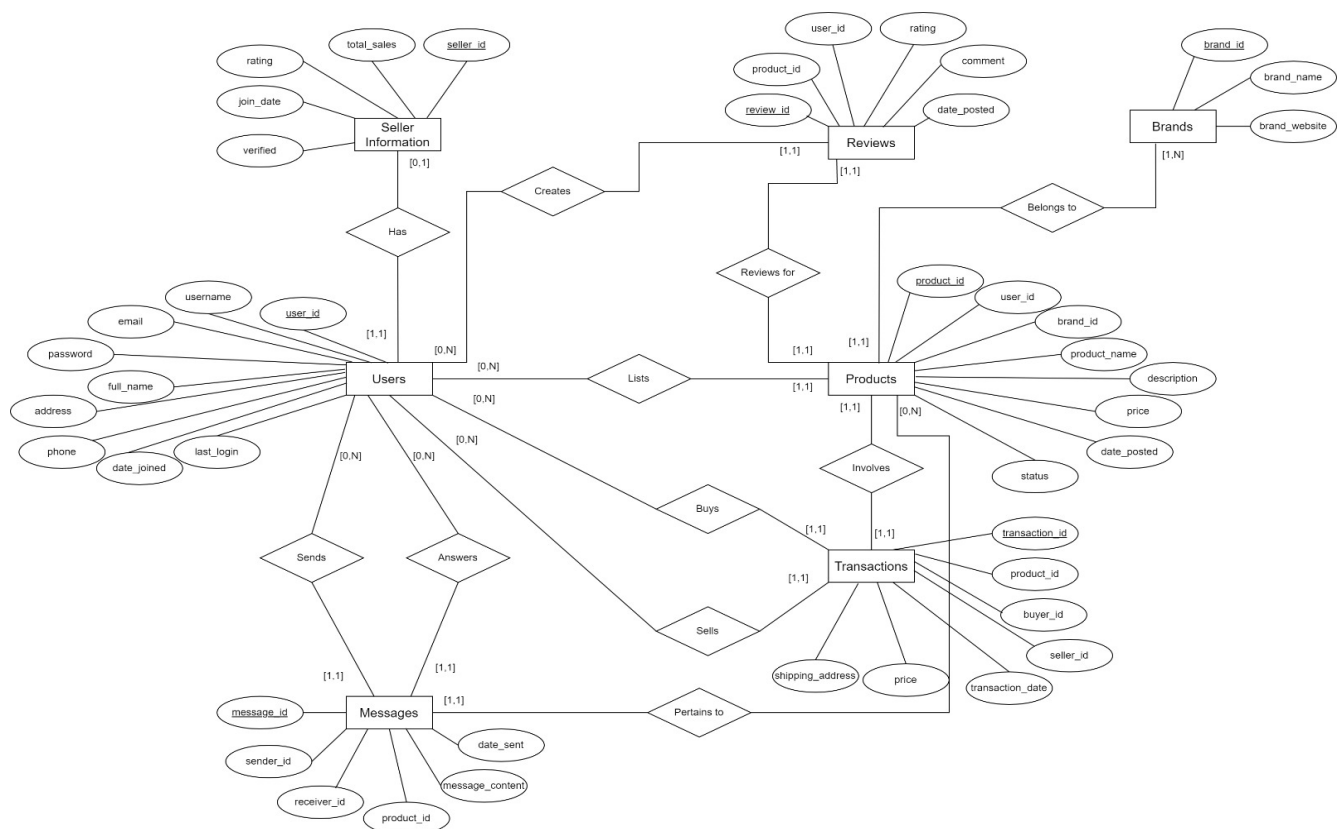 user_id
rating
total_sales
seller_id
brand_id
rating
product_id
comment
brand_name
join_date
review_id
date_posted
Seller
Information
Reviews
Brands
brand_website
verified
[0,1]
[1,1]
[1,1]
[1,N]
Creates
Belongs to
Has
Reviews for
product_id
user_id
username
user_id
email
brand_id
[1,1]
[0,N]
[1,1]
[1,1]
password
product_name
Users
[0,N]
Lists
[1,1]
Products
full_name
description
[0,N]
[1,1]
[0,N]
address
price
[0,N]
phone
date_joined
last_login
[0,N]
[0,N]
date_posted
Involves
status
Buys
[1,1]
[1,1]
transaction_id
Sends
Answers
Transactions
product_id
[1,1]
buyer_id
Sells
seller_id
[1,1]
[1,1]
shipping_address
price
transaction_date
message_id
Messages
[1,1]
Pertains to
date_sent
sender_id
message_content
receiver_id
product_id